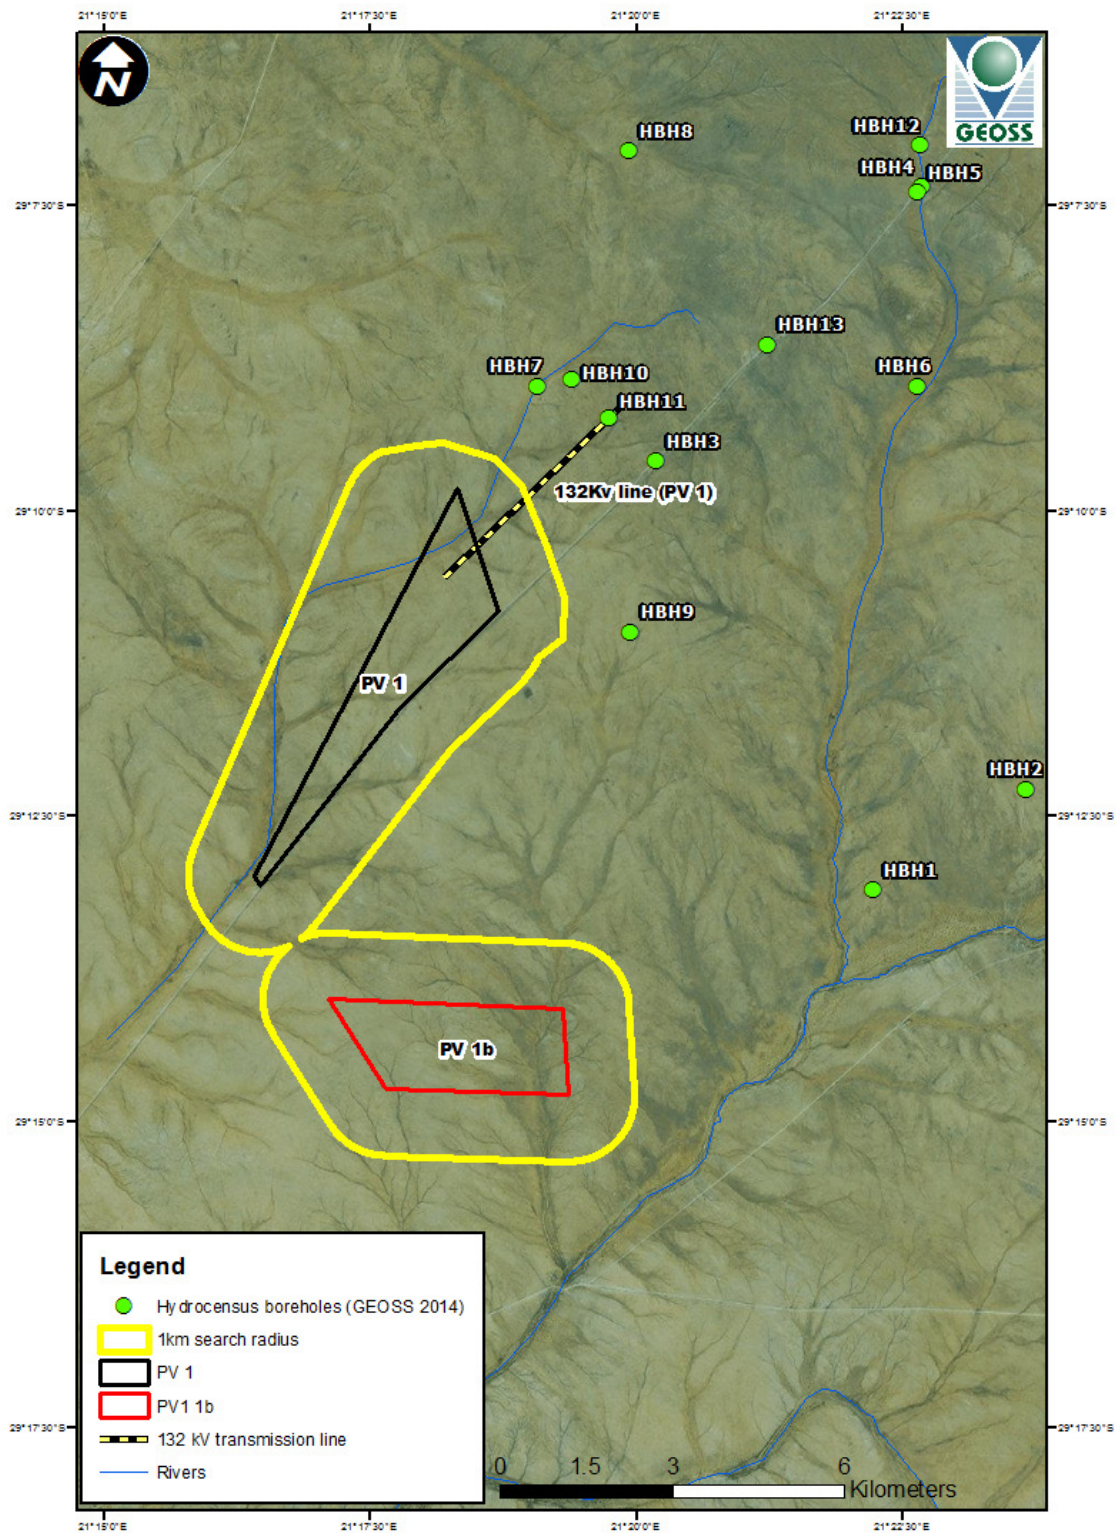 21°15'0"E 21°17'30"E 21°20'0"E 21°22'30"E
N
GEOSS
HBH8
HBH12
HBH4
HBH5
29°7'30"S 29°7'30"S
HBH13
HBH7
HBH10
HBH6
HBH11
HBH3
132Kv line (PV 1)
29°10'0"S 29°10'0"S
HBH9
PV 1
HBH2
29°12'30"S 29°12'30"S
HBH1
PV 1b
29°15'0"S 29°15'0"S
Legend
Hydrocensus boreholes (GEOSS 2014)
1km search radius
PV 1
PV1 1b
132 kV transmission line
Rivers
29°17'30"S 29°17'30"S
0 1.5 3 6
Kilometers
21°15'0"E 21°17'30"E 21°20'0"E 21°22'30"E